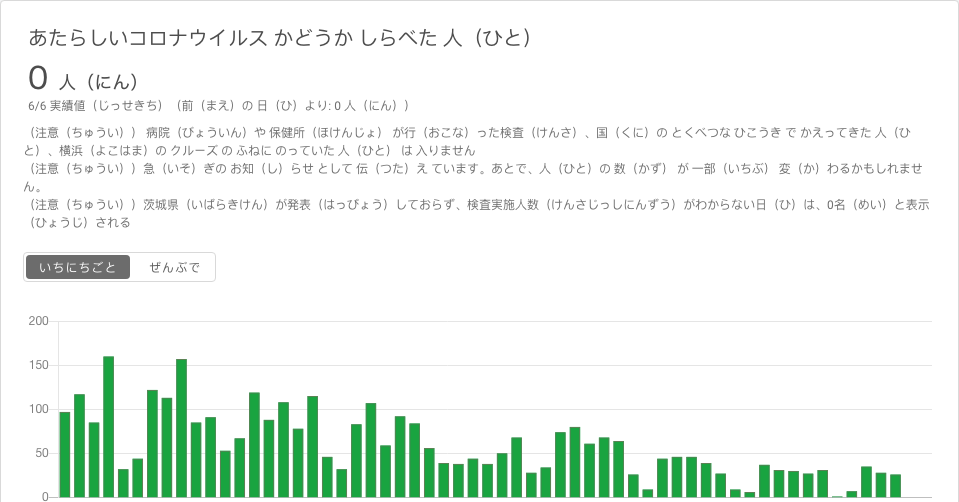 あたらしいコロナウイルス かどうか しらべた 人（ひと）
0 人（にん）
6/6 実績値（じっせきち）（前（まえ）の 日（ひ）より: 0 人（にん））
（注意（ちゅうい）） 病院（びょういん）や 保健所（ほけんじょ） が行（おこな）った検査（けんさ）、国（くに）の とくべつな ひこうき で かえってきた 人（ひ
と）、横浜（よこはま）の クルーズ の ふねに のっていた 人（ひと） は 入りません
（注意（ちゅうい））急（いそ）ぎの お知（し）らせ として 伝（つた）え ています。あとで、人（ひと）の 数（かず） が 一部（いちぶ） 変（か）わるかもしれませ
ん。
（注意（ちゅうい））茨城県（いばらきけん）が発表（はっぴょう）しておらず、検査実施人数（けんさじっしにんずう）がわからない日（ひ）は、0名（めい）と表示
（ひょうじ）される
いちにちごと ぜんぶで
200
150
100
50
0